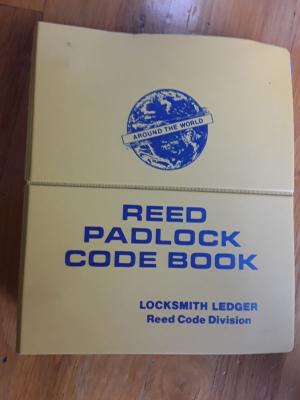 AROUND THE WORLD
REED
PADLOCK
CODE BOOK
LOCKSMITH LEDGER
Reed Code Division